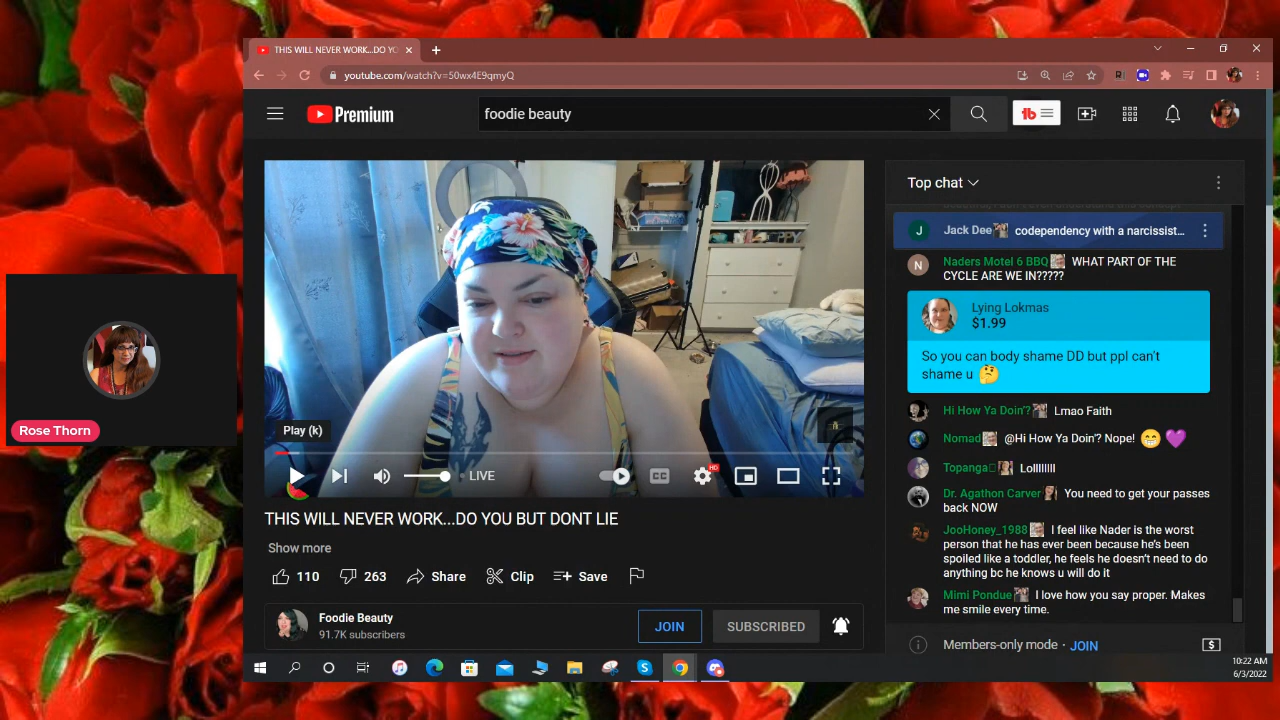 THIS WILL NEVER WORK...DO YO
youtube.com/watch?v=50wx4E9qmyQ
Premium
foodie beauty
Top chat
J
Jack Dee codependency with a narcissist...
N
Naders Motel 6 BBQ WHAT PART OF THE
CYCLE ARE WE IN?????
Lying Lokmas
$1.99
So you can body shame DD but ppl can't
shame u 🤔
Hi How Ya Doin'? Lmao Faith
Nomad @Hi How Ya Doin'? Nope! 😁💜
Topanga Lolllllll
Dr. Agathon Carver You need to get your passes
back NOW
JooHoney_1988 I feel like Nader is the worst
person that he has ever been because he's been
spoiled like a toddler, he feels he doesn't need to do
anything bc he knows u will do it
Mimi Pondue I love how you say proper. Makes
me smile every time.
Members-only mode · JOIN
Rose Thorn
Play (k)
LIVE
CC
HD
THIS WILL NEVER WORK...DO YOU BUT DONT LIE
Show more
110
263
Share
Clip
Save
Foodie Beauty
91.7K subscribers
JOIN
SUBSCRIBED
10:22 AM
6/3/2022